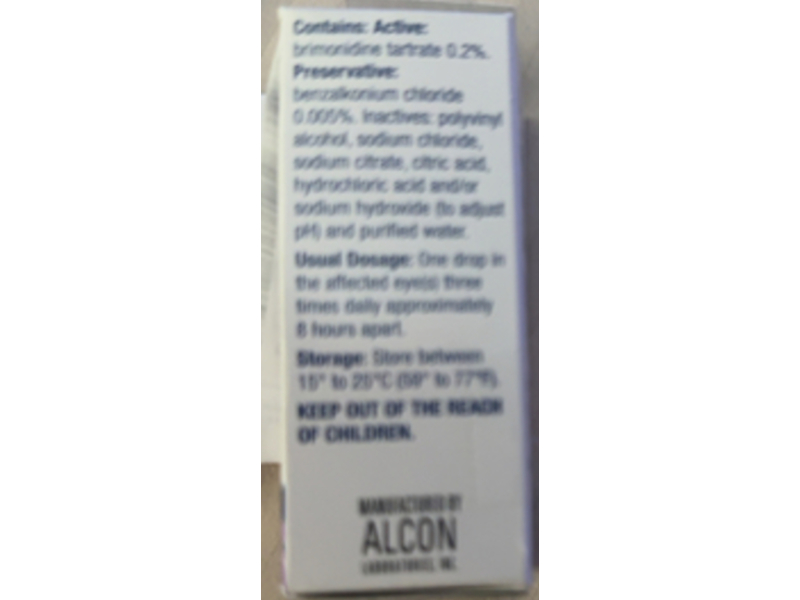 Contains: Active:
brimonidine tartrate 0.2%.
Preservative:
benzalkonium chloride
0.005%. Inactives: polyvinyl
alcohol, sodium chloride,
sodium citrate, citric acid,
hydrochloric acid and/or
sodium hydroxide (to adjust
pH) and purified water.
Usual Dosage: One drop in
the affected eye(s) three
times daily approximately
8 hours apart.
Storage: Store between
15° to 25°C (59° to 77°F).
KEEP OUT OF THE REACH
OF CHILDREN.
MANUFACTURED BY
ALCON
LABORATORIES, INC.